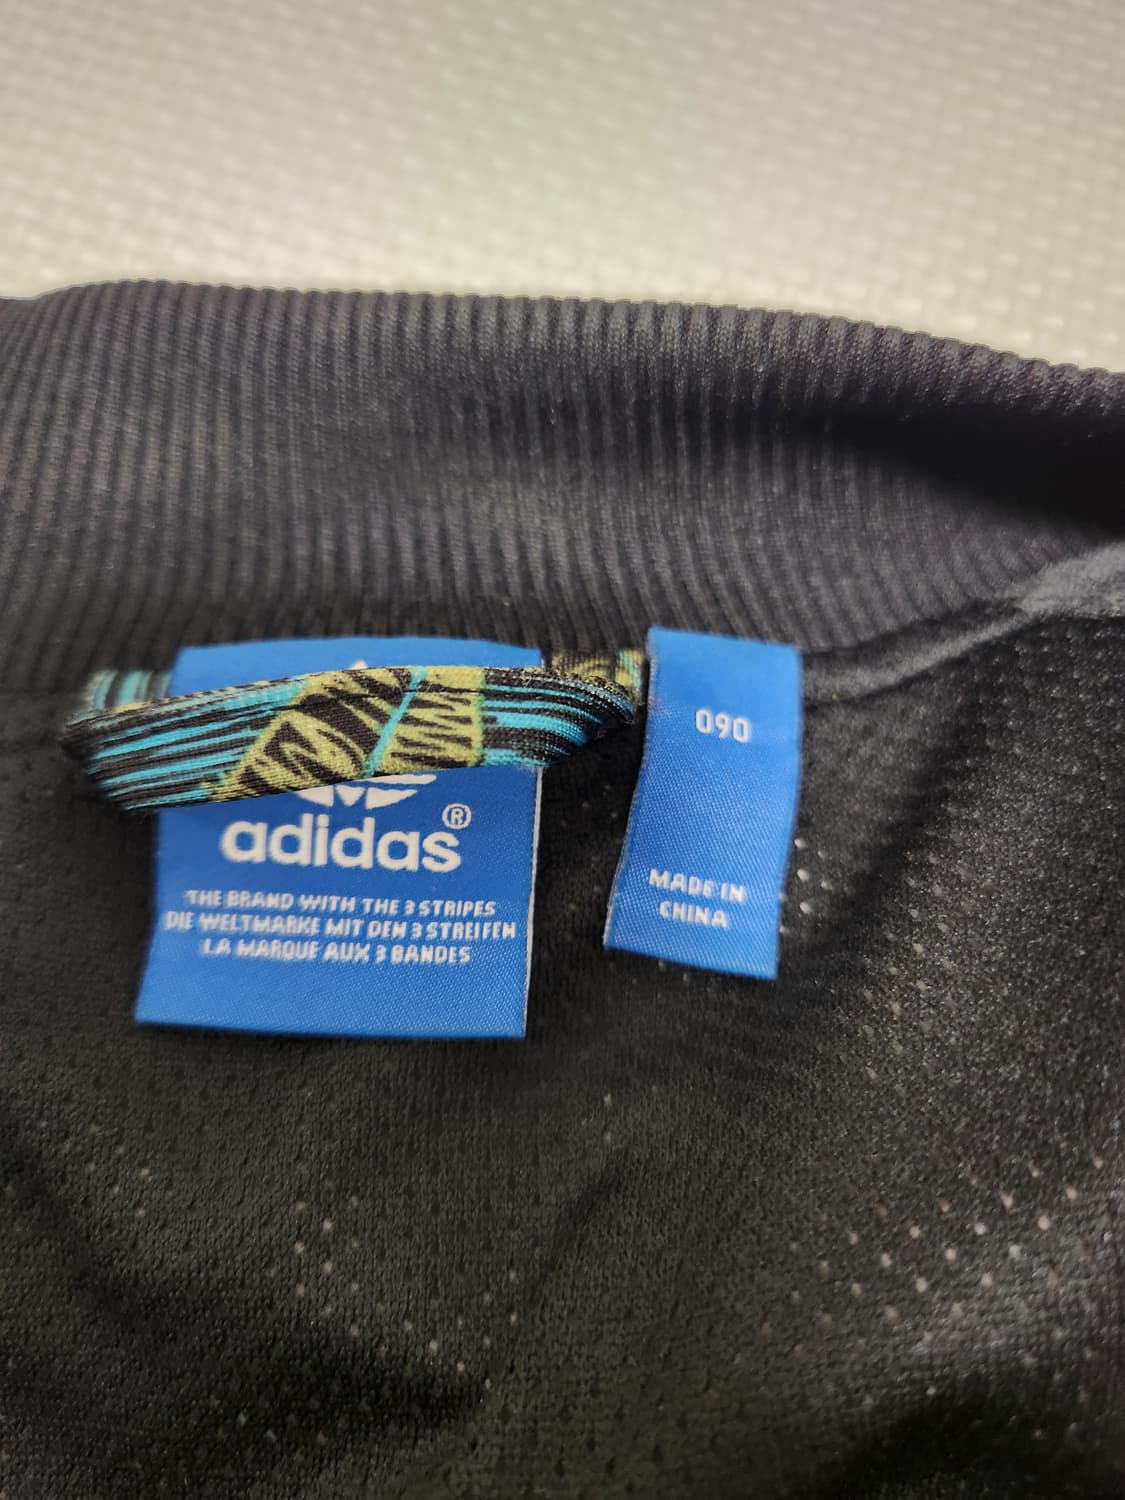 adidas®
THE BRAND WITH THE 3 STRIPES
DIE WELTMARKE MIT DEN 3 STREIFEN
LA MARQUE AUX 3 BANDES
090
MADE IN
CHINA